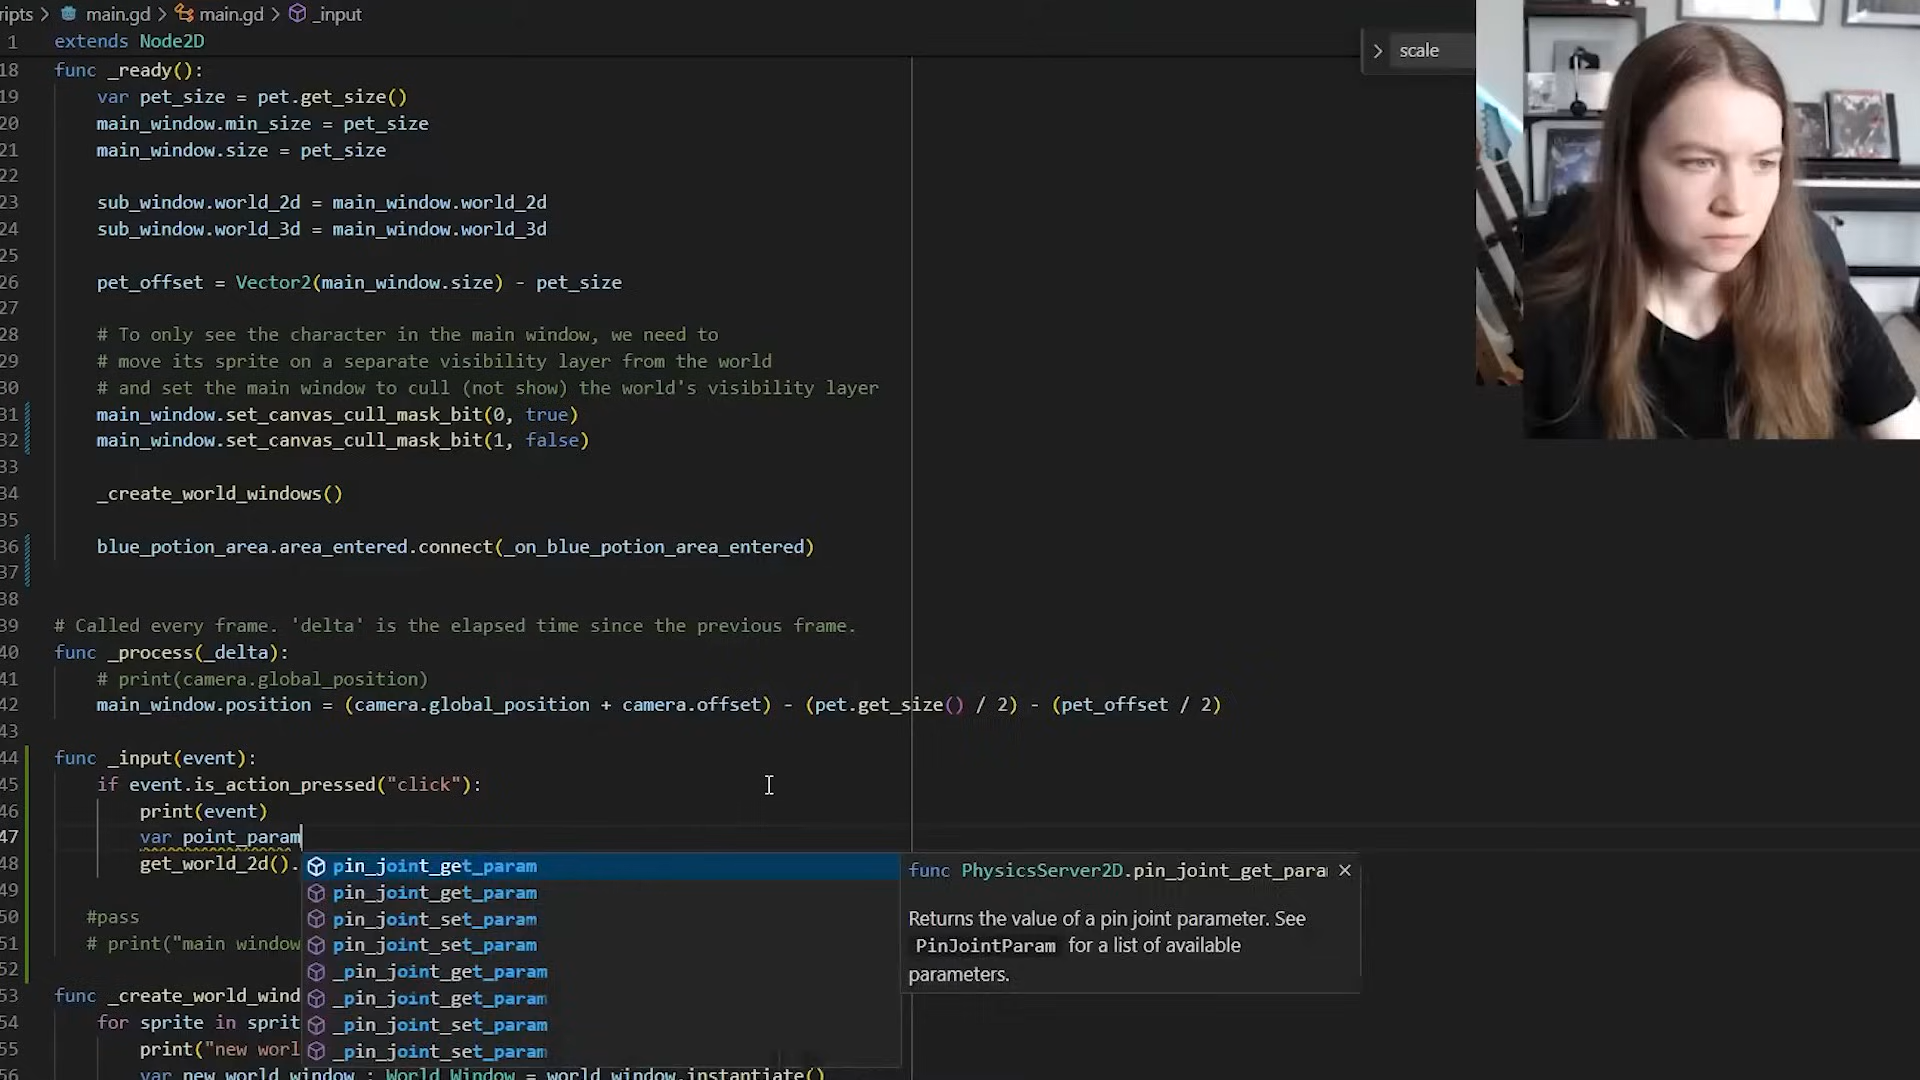 ripts > main.gd > main.gd > _input
1 extends Node2D
scale
18 func _ready():
19 var pet_size = pet.get_size()
20 main_window.min_size = pet_size
21 main_window.size = pet_size
22
23 sub_window.world_2d = main_window.world_2d
24 sub_window.world_3d = main_window.world_3d
25
26 pet_offset = Vector2(main_window.size) - pet_size
27
28 # To only see the character in the main window, we need to
29 # move its sprite on a separate visibility layer from the world
30 # and set the main window to cull (not show) the world's visibility layer
31 main_window.set_canvas_cull_mask_bit(0, true)
32 main_window.set_canvas_cull_mask_bit(1, false)
33
34 _create_world_windows()
35
36 blue_potion_area.area_entered.connect(_on_blue_potion_area_entered)
37
38
39 # Called every frame. 'delta' is the elapsed time since the previous frame.
40 func _process(_delta):
41 # print(camera.global_position)
42 main_window.position = (camera.global_position + camera.offset) - (pet.get_size() / 2) - (pet_offset / 2)
43
44 func _input(event):
45 if event.is_action_pressed("click"):
46 print(event)
47 var point_param
48 get_world_2d().
49
50 #pass
51 # print("main window
52
53 func _create_world_wind
54 for sprite in sprit
55 print("new worl
56 var new_world_window : World_Window = world_window.instantiate()
pin_joint_get_param
pin_joint_get_param
pin_joint_set_param
pin_joint_set_param
_pin_joint_get_param
_pin_joint_get_param
_pin_joint_set_param
_pin_joint_set_param
func PhysicsServer2D.pin_joint_get_para
Returns the value of a pin joint parameter. See
PinJointParam for a list of available
parameters.